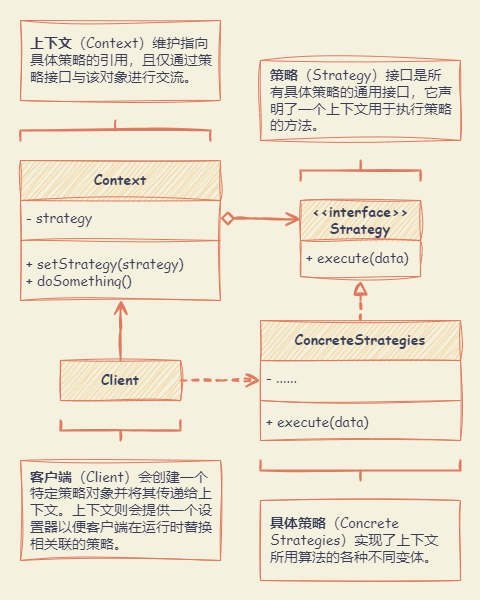 上下文（Context）维护指向
具体策略的引用，且仅通过策
略接口与该对象进行交流。
策略（Strategy）接口是所
有具体策略的通用接口，它声
明了一个上下文用于执行策略
的方法。
Context
- strategy
+ setStrategy(strategy)
+ doSomething()
<<interface>>
Strategy
+ execute(data)
Client
ConcreteStrategies
- ......
+ execute(data)
客户端（Client）会创建一个
特定策略对象并将其传递给上
下文。上下文则会提供一个设
置器以便客户端在运行时替换
相关联的策略。
具体策略（Concrete
Strategies）实现了上下文
所用算法的各种不同变体。